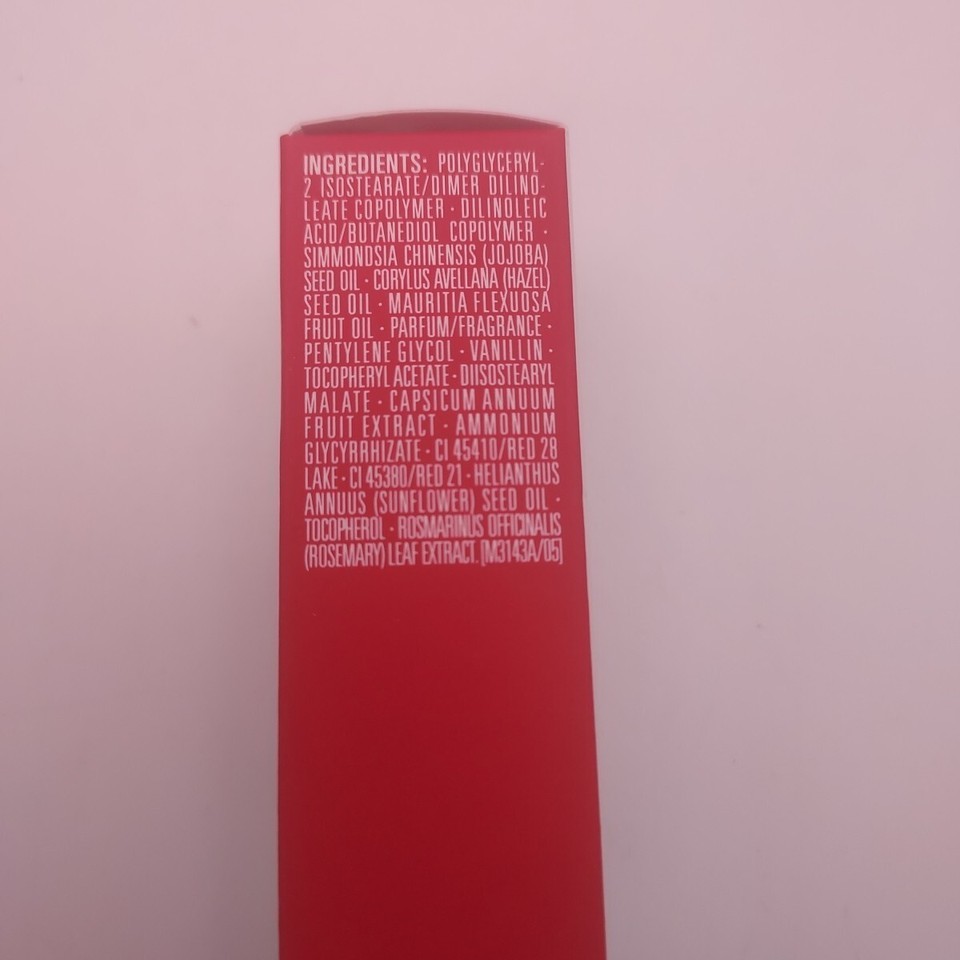 INGREDIENTS: POLYGLYCERYL-
2 ISOSTEARATE/DIMER DILINO-
LEATE COPOLYMER · DILINOLEIC
ACID/BUTANEDIOL COPOLYMER ·
SIMMONDSIA CHINENSIS (JOJOBA)
SEED OIL · CORYLUS AVELLANA (HAZEL)
SEED OIL · MAURITIA FLEXUOSA
FRUIT OIL · PARFUM/FRAGRANCE ·
PENTYLENE GLYCOL · VANILLIN ·
TOCOPHERYL ACETATE · DIISOSTEARYL
MALATE · CAPSICUM ANNUUM
FRUIT EXTRACT · AMMONIUM
GLYCYRRHIZATE · CI 45410/RED 28
LAKE · CI 45380/RED 21 · HELIANTHUS
ANNUUS (SUNFLOWER) SEED OIL ·
TOCOPHEROL · ROSMARINUS OFFICINALIS
(ROSEMARY) LEAF EXTRACT. [M3143A/05]